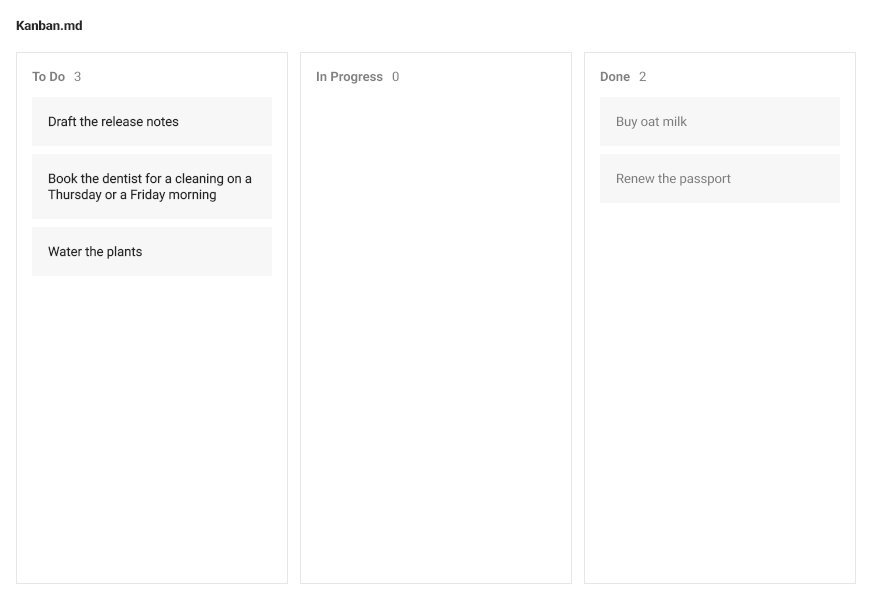 Kanban.md
To Do 3
Draft the release notes
Book the dentist for a cleaning on a
Thursday or a Friday morning
Water the plants
In Progress 0
Done 2
Buy oat milk
Renew the passport